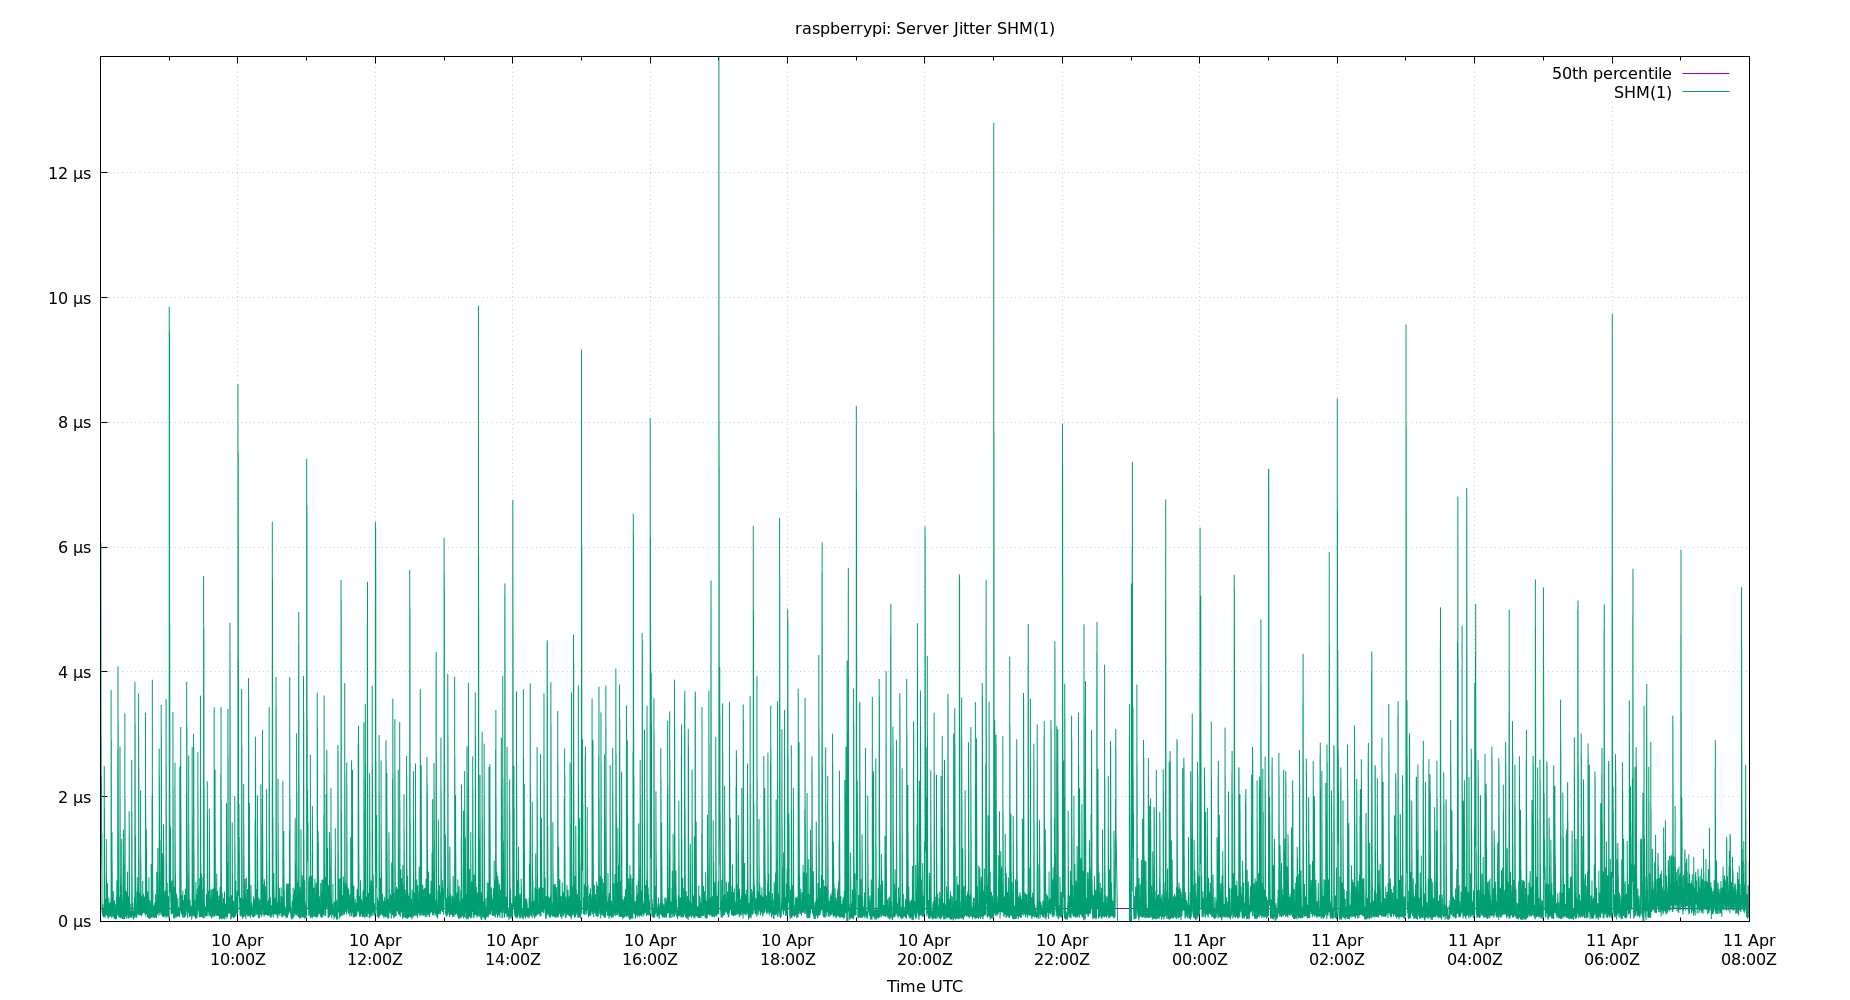 raspberrypi: Server Jitter SHM(1)
50th percentile
SHM(1)
12 µs
10 µs
8 µs
6 µs
4 µs
2 µs
0 µs
10 Apr 10 Apr 10 Apr 10 Apr 10 Apr 10 Apr 10 Apr 11 Apr 11 Apr 11 Apr 11 Apr 11 Apr
10:00Z 12:00Z 14:00Z 16:00Z 18:00Z 20:00Z 22:00Z 00:00Z 02:00Z 04:00Z 06:00Z 08:00Z
Time UTC